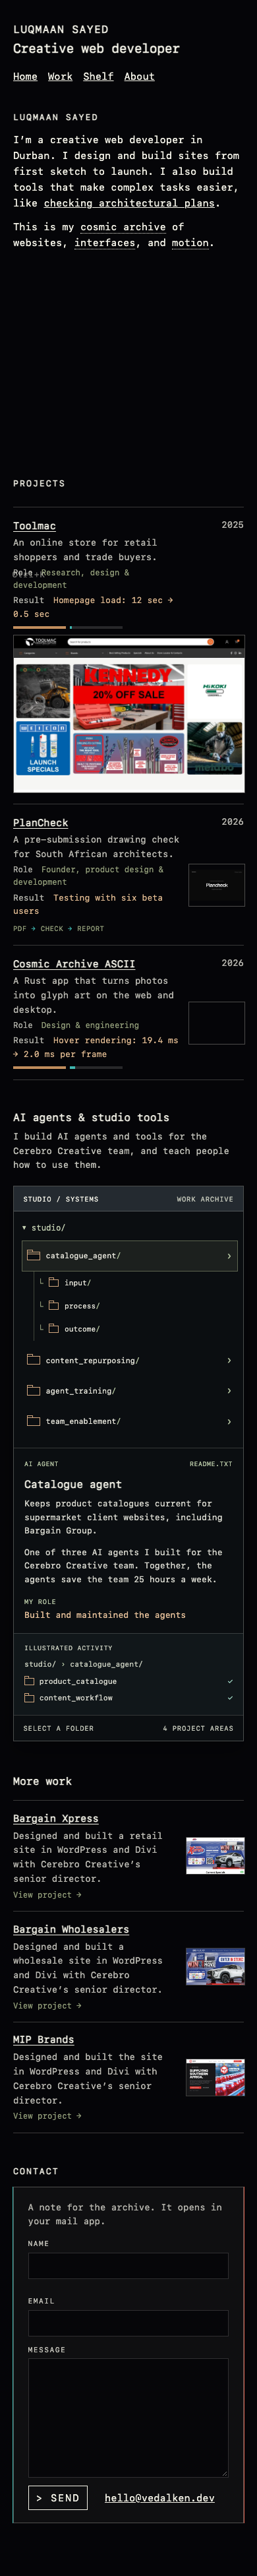 LUQMAAN SAYED
Creative web developer
Home Work Shelf About
LUQMAAN SAYED
I’m a creative web developer in
Durban. I design and build sites from
first sketch to launch. I also build
tools that make complex tasks easier,
like checking architectural plans.
This is my cosmic archive of
websites, interfaces, and motion.
PROJECTS
Toolmac 2025
An online store for retail
shoppers and trade buyers.
Role Research, design &
development
Ctrl+K
Result Homepage load: 12 sec →
0.5 sec
TOOLMAC
KENNEDY
20% OFF SALE
HiKOKI
LAUNCH
SPECIALS
metabo
PlanCheck 2026
A pre-submission drawing check
for South African architects.
Role Founder, product design &
development
Plancheck
Result Testing with six beta
users
PDF → CHECK → REPORT
Cosmic Archive ASCII 2026
A Rust app that turns photos
into glyph art on the web and
desktop.
Role Design & engineering
Result Hover rendering: 19.4 ms
→ 2.0 ms per frame
AI agents & studio tools
I build AI agents and tools for the
Cerebro Creative team, and teach people
how to use them.
STUDIO / SYSTEMS WORK ARCHIVE
▾ studio/
catalogue_agent/ ›
└ input/
└ process/
└ outcome/
content_repurposing/ ›
agent_training/ ›
team_enablement/ ›
AI AGENT README.TXT
Catalogue agent
Keeps product catalogues current for
supermarket client websites, including
Bargain Group.
One of three AI agents I built for the
Cerebro Creative team. Together, the
agents save the team 25 hours a week.
MY ROLE
Built and maintained the agents
ILLUSTRATED ACTIVITY
studio/ › catalogue_agent/
product_catalogue ✓
content_workflow ✓
SELECT A FOLDER 4 PROJECT AREAS
More work
Bargain Xpress
Designed and built a retail
site in WordPress and Divi
with Cerebro Creative’s
senior director.
View project →
Bargain Wholesalers
Designed and built a
wholesale site in WordPress
and Divi with Cerebro
Creative’s senior director.
View project →
MIP Brands
Designed and built the site
in WordPress and Divi with
Cerebro Creative’s senior
director.
View project →
CONTACT
A note for the archive. It opens in
your mail app.
NAME
EMAIL
MESSAGE
> SEND hello@vedalken.dev